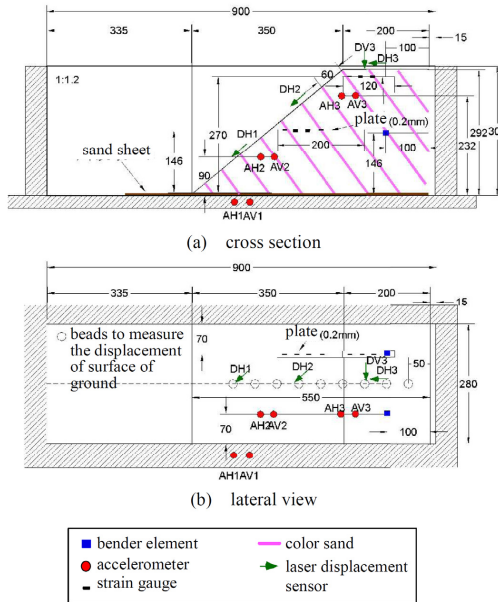 900
335
350
200
15
100
DV3
DH3
1:1.2
60
DH2
120
AH3
AV3
plate (0.2mm)
270
DH1
200
100
146
sand sheet
146
AH2
AV2
90
292
232
AH1AV1
(a) cross section
900
335
350
200
15
70
plate (0.2mm)
beads to measure
the displacement
of surface of
ground
DH1
DH2
DV3
DH3
50
550
280
AH2
AV2
AH3
AV3
70
100
AH1AV1
(b) lateral view
bender element
color sand
accelerometer
laser displacement
sensor
strain gauge